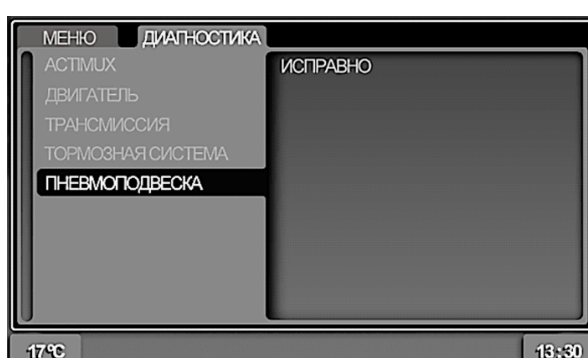 МЕНЮ ДИАГНОСТИКА
ACTIMUX
ДВИГАТЕЛЬ
ТРАНСМИССИЯ
ТОРМОЗНАЯ СИСТЕМА
ПНЕВМОПОДВЕСКА
ИСПРАВНО
17°C
13:30